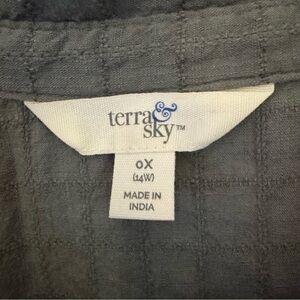 terra &
sky™
0X
(14W)
MADE IN
INDIA